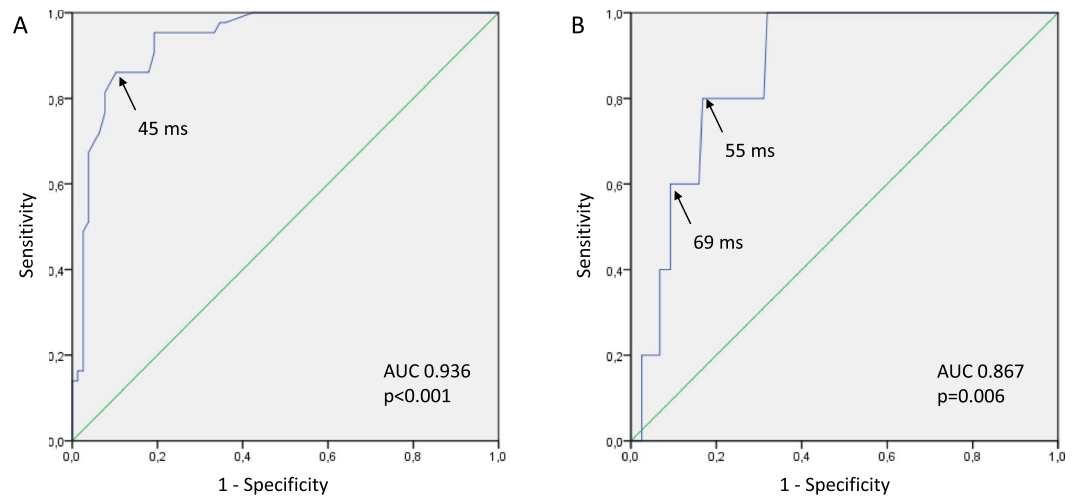 A
1,0
0,8
0,6
0,4
0,2
0,0
Sensitivity
45 ms
AUC 0.936
p<0.001
0,0 0,2 0,4 0,6 0,8 1,0
1 - Specificity
B
1,0
0,8
0,6
0,4
0,2
0,0
Sensitivity
55 ms
69 ms
AUC 0.867
p=0.006
0,0 0,2 0,4 0,6 0,8 1,0
1 - Specificity